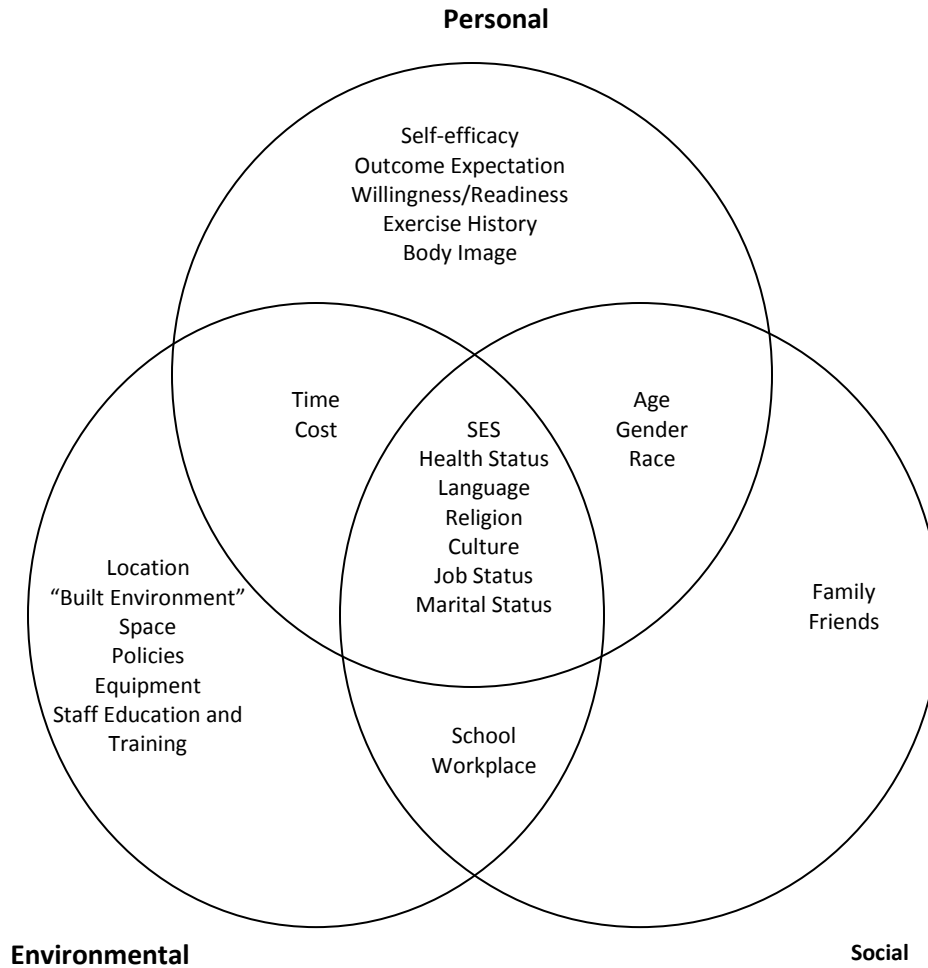 Personal
Self-efficacy
Outcome Expectation
Willingness/Readiness
Exercise History
Body Image
Time
Cost
Age
Gender
Race
SES
Health Status
Language
Religion
Culture
Job Status
Marital Status
Location
“Built Environment”
Space
Policies
Equipment
Staff Education and
Training
Family
Friends
School
Workplace
Environmental
Social